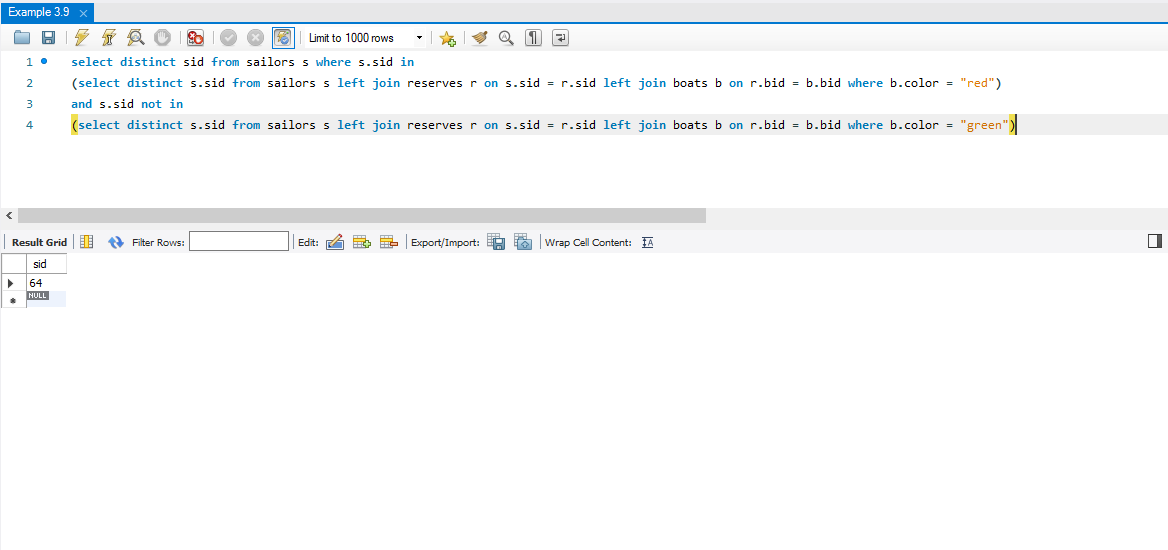 Example 3.9
Limit to 1000 rows
1 select distinct sid from sailors s where s.sid in
2 (select distinct s.sid from sailors s left join reserves r on s.sid = r.sid left join boats b on r.bid = b.bid where b.color = "red")
3 and s.sid not in
4 (select distinct s.sid from sailors s left join reserves r on s.sid = r.sid left join boats b on r.bid = b.bid where b.color = "green")
Result Grid Filter Rows: Edit: Export/Import: Wrap Cell Content:
sid
64
NULL